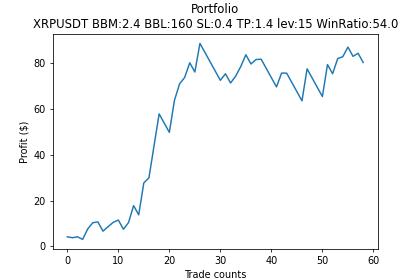 Portfolio
XRPUSDT BBM:2.4 BBL:160 SL:0.4 TP:1.4 lev:15 WinRatio:54.0
80
60
40
20
0
Profit ($)
0 10 20 30 40 50 60
Trade counts